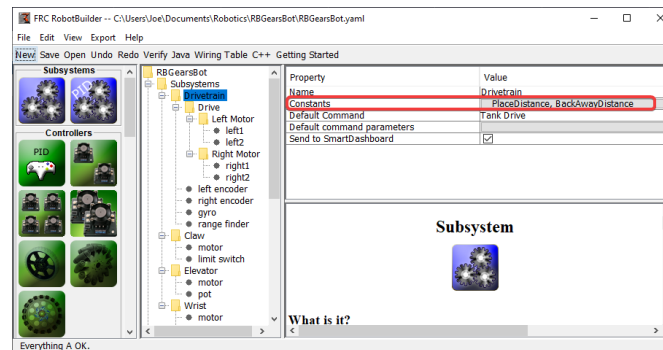 FRC RobotBuilder -- C:\Users\Joe\Documents\Robotics\RBGearsBot\RBGearsBot.yaml
File Edit View Export Help
New Save Open Undo Redo Verify Java Wiring Table C++ Getting Started
Subsystems
PID
Controllers
PID
RBGearsBot
Subsystems
Drivetrain
Drive
Left Motor
left1
left2
Right Motor
right1
right2
left encoder
right encoder
gyro
range finder
Claw
motor
limit switch
Elevator
motor
pot
Wrist
motor
Property Value
Name Drivetrain
Constants PlaceDistance, BackAwayDistance
Default Command Tank Drive
Default command parameters
Send to SmartDashboard
Subsystem
What is it?
Everything A OK.